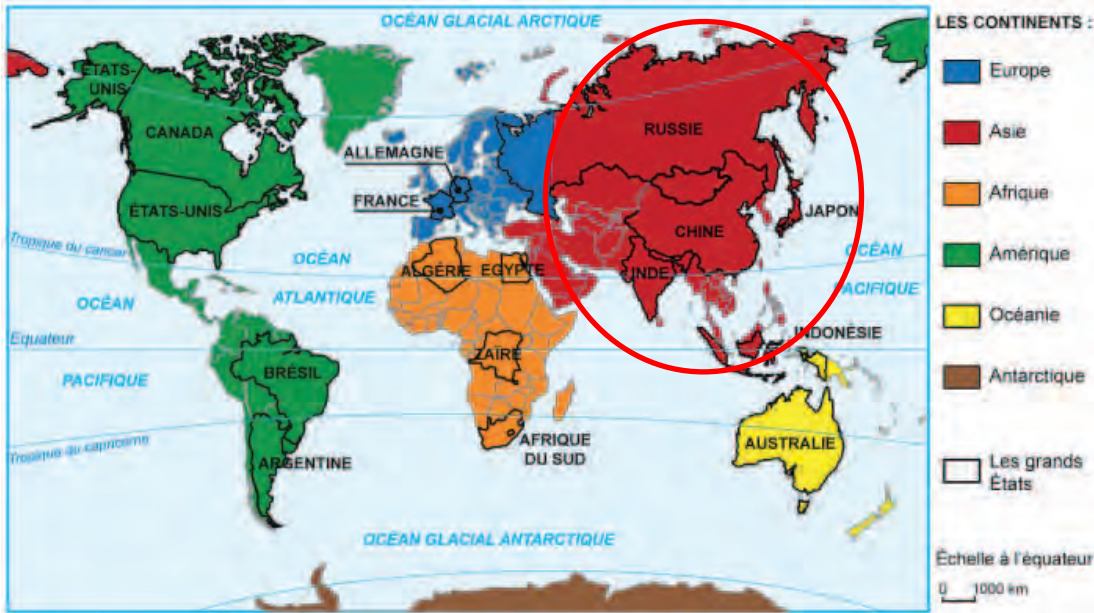 OCÉAN GLACIAL ARCTIQUE
ÉTATS-
UNIS
CANADA
ÉTATS-UNIS
ALLEMAGNE
FRANCE
RUSSIE
CHINE
JAPON
INDE
Tropique du cancer
OCÉAN
ATLANTIQUE
ALGÉRIE
EGYPTE
OCÉAN
PACIFIQUE
OCÉAN
PACIFIQUE
Equateur
INDONÉSIE
ZAÏRE
BRÉSIL
Tropique du capricorne
ARGENTINE
AFRIQUE
DU SUD
AUSTRALIE
OCÉAN GLACIAL ANTARCTIQUE
LES CONTINENTS :
Europe
Asie
Afrique
Amérique
Océanie
Antarctique
Les grands
États
Échelle à l'équateur
0 1000 km